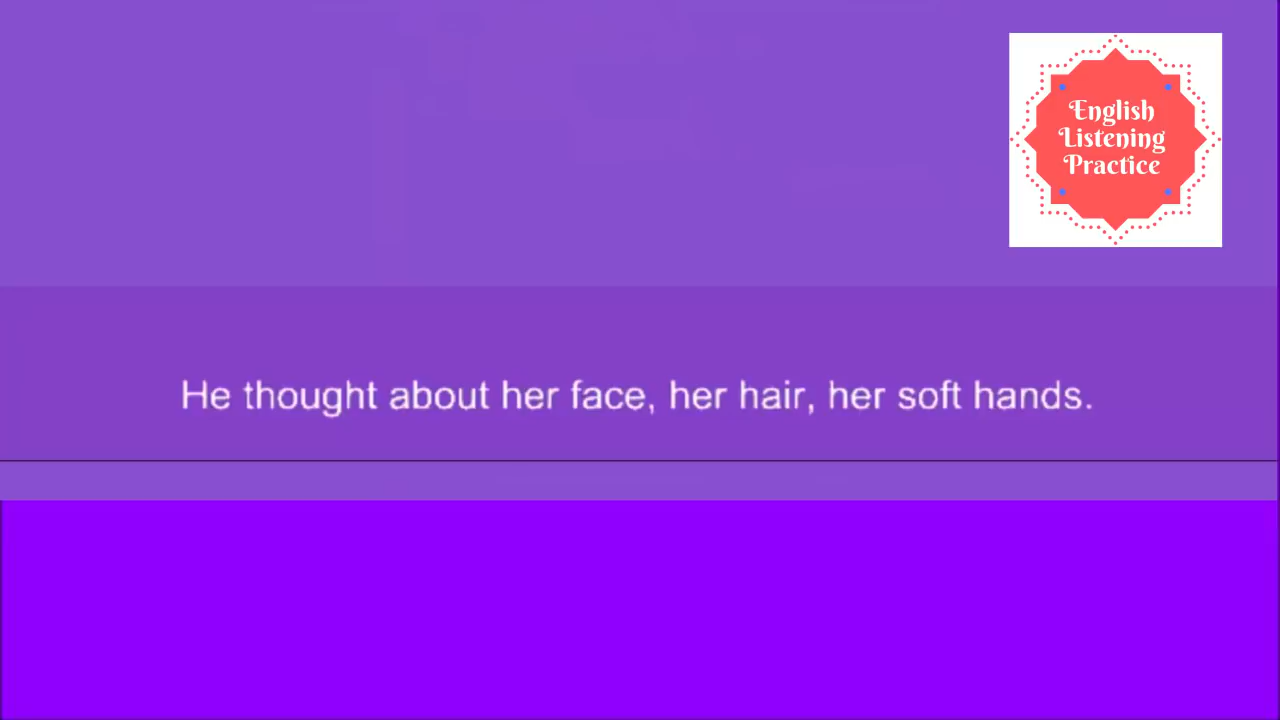 English
Listening
Practice
He thought about her face, her hair, her soft hands.